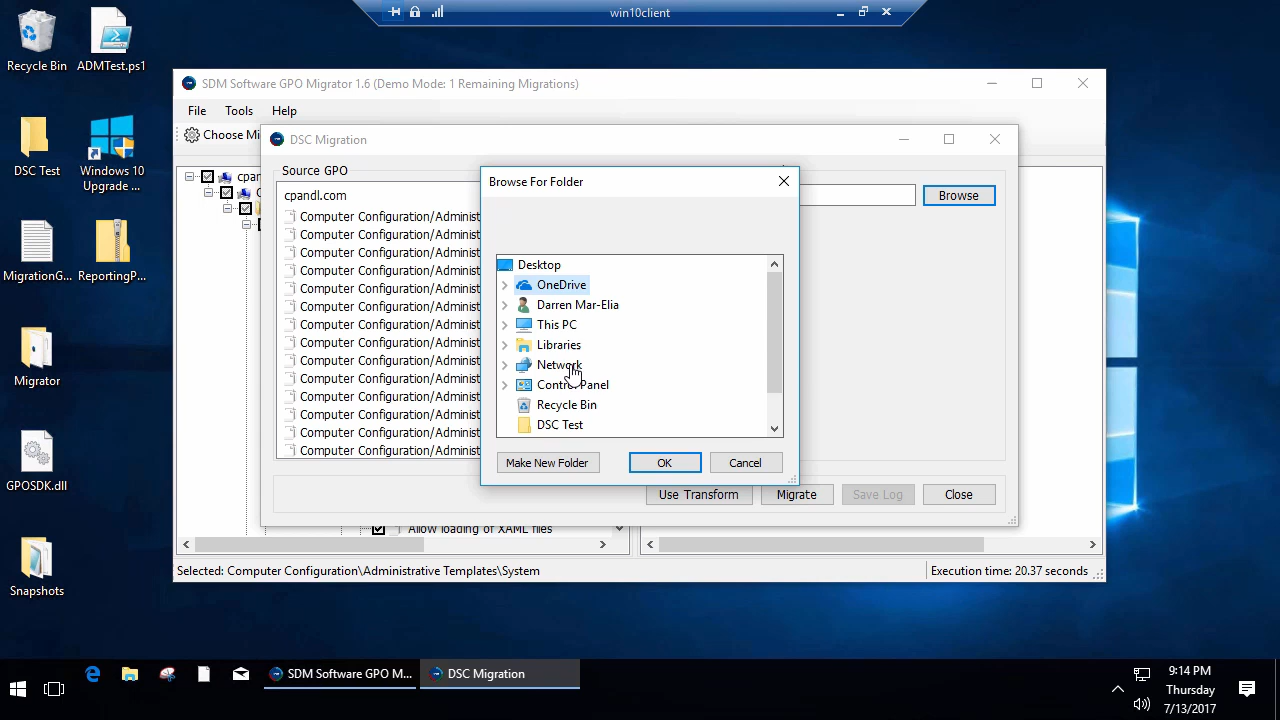 win10client
Recycle Bin
ADMTest.ps1
DSC Test
Windows 10
Upgrade ...
MigrationG...
ReportingP...
Migrator
GPOSDK.dll
Snapshots
SDM Software GPO Migrator 1.6 (Demo Mode: 1 Remaining Migrations)
File Tools Help
Choose Mi
DSC Migration
Source GPO
cpandl.com
Browse
Computer Configuration/Administ
Computer Configuration/Administ
Computer Configuration/Administ
Computer Configuration/Administ
Computer Configuration/Administ
Computer Configuration/Administ
Computer Configuration/Administ
Computer Configuration/Administ
Computer Configuration/Administ
Computer Configuration/Administ
Computer Configuration/Administ
Computer Configuration/Administ
Computer Configuration/Administ
Computer Configuration/Administ
Browse For Folder
Desktop
OneDrive
Darren Mar-Elia
This PC
Libraries
Network
Control Panel
Recycle Bin
DSC Test
Make New Folder OK Cancel
Use Transform Migrate Save Log Close
Allow loading of XAML files
Selected: Computer Configuration\Administrative Templates\System
Execution time: 20.37 seconds
SDM Software GPO M...
DSC Migration
9:14 PM
Thursday
7/13/2017